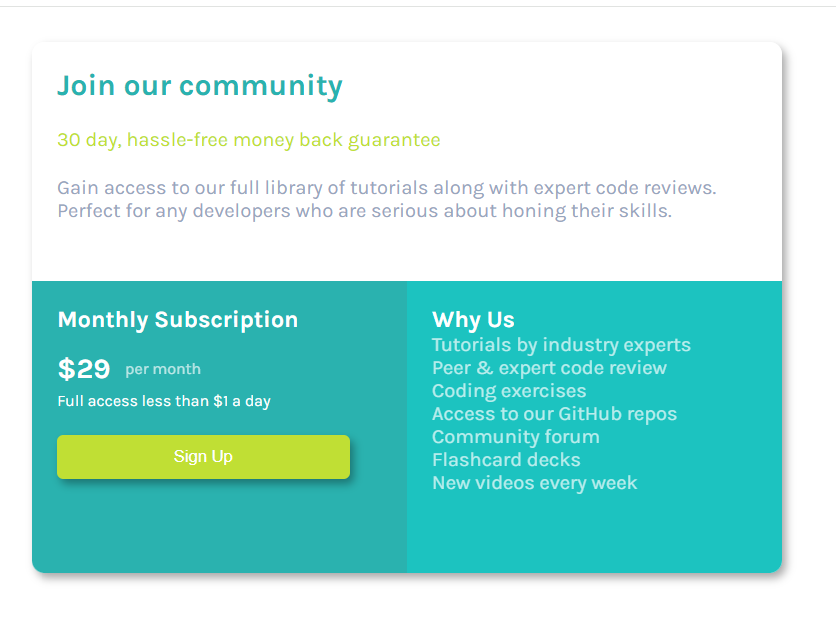 Join our community
30 day, hassle-free money back guarantee
Gain access to our full library of tutorials along with expert code reviews.
Perfect for any developers who are serious about honing their skills.
Monthly Subscription
$29 per month
Full access less than $1 a day
Sign Up
Why Us
Tutorials by industry experts
Peer & expert code review
Coding exercises
Access to our GitHub repos
Community forum
Flashcard decks
New videos every week